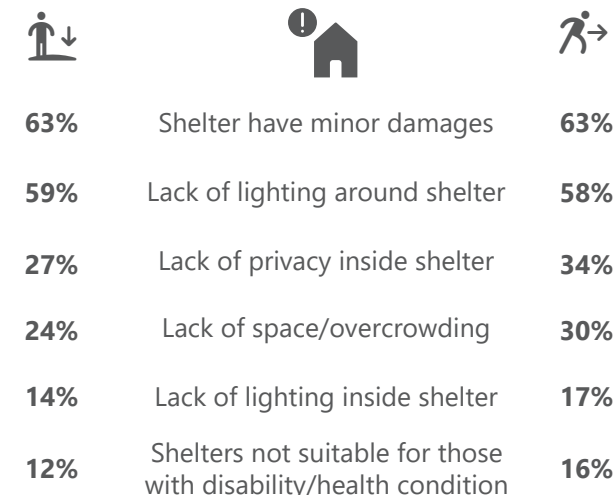 63% Shelter have minor damages 63%
59% Lack of lighting around shelter 58%
27% Lack of privacy inside shelter 34%
24% Lack of space/overcrowding 30%
14% Lack of lighting inside shelter 17%
12% Shelters not suitable for those 16%
with disability/health condition